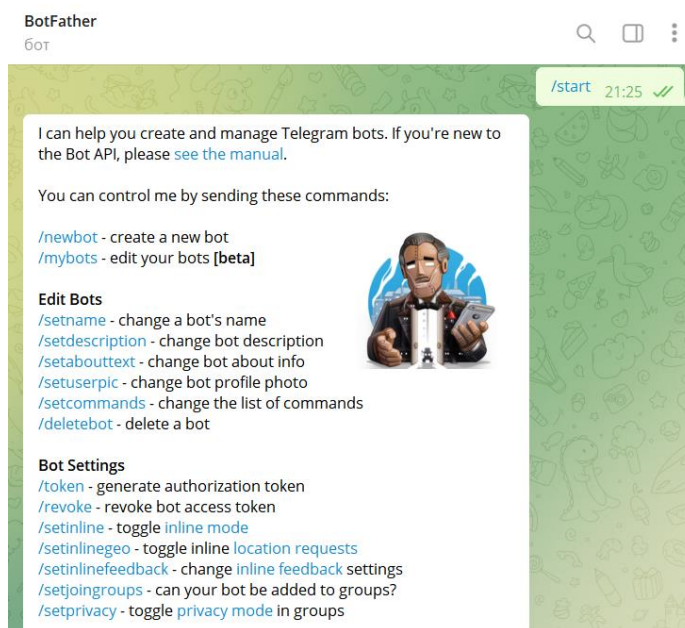 BotFather
бот
/start 21:25
I can help you create and manage Telegram bots. If you're new to
the Bot API, please see the manual.
You can control me by sending these commands:
/newbot - create a new bot
/mybots - edit your bots [beta]
Edit Bots
/setname - change a bot's name
/setdescription - change bot description
/setabouttext - change bot about info
/setuserpic - change bot profile photo
/setcommands - change the list of commands
/deletebot - delete a bot
Bot Settings
/token - generate authorization token
/revoke - revoke bot access token
/setinline - toggle inline mode
/setinlinegeo - toggle inline location requests
/setinlinefeedback - change inline feedback settings
/setjoingroups - can your bot be added to groups?
/setprivacy - toggle privacy mode in groups